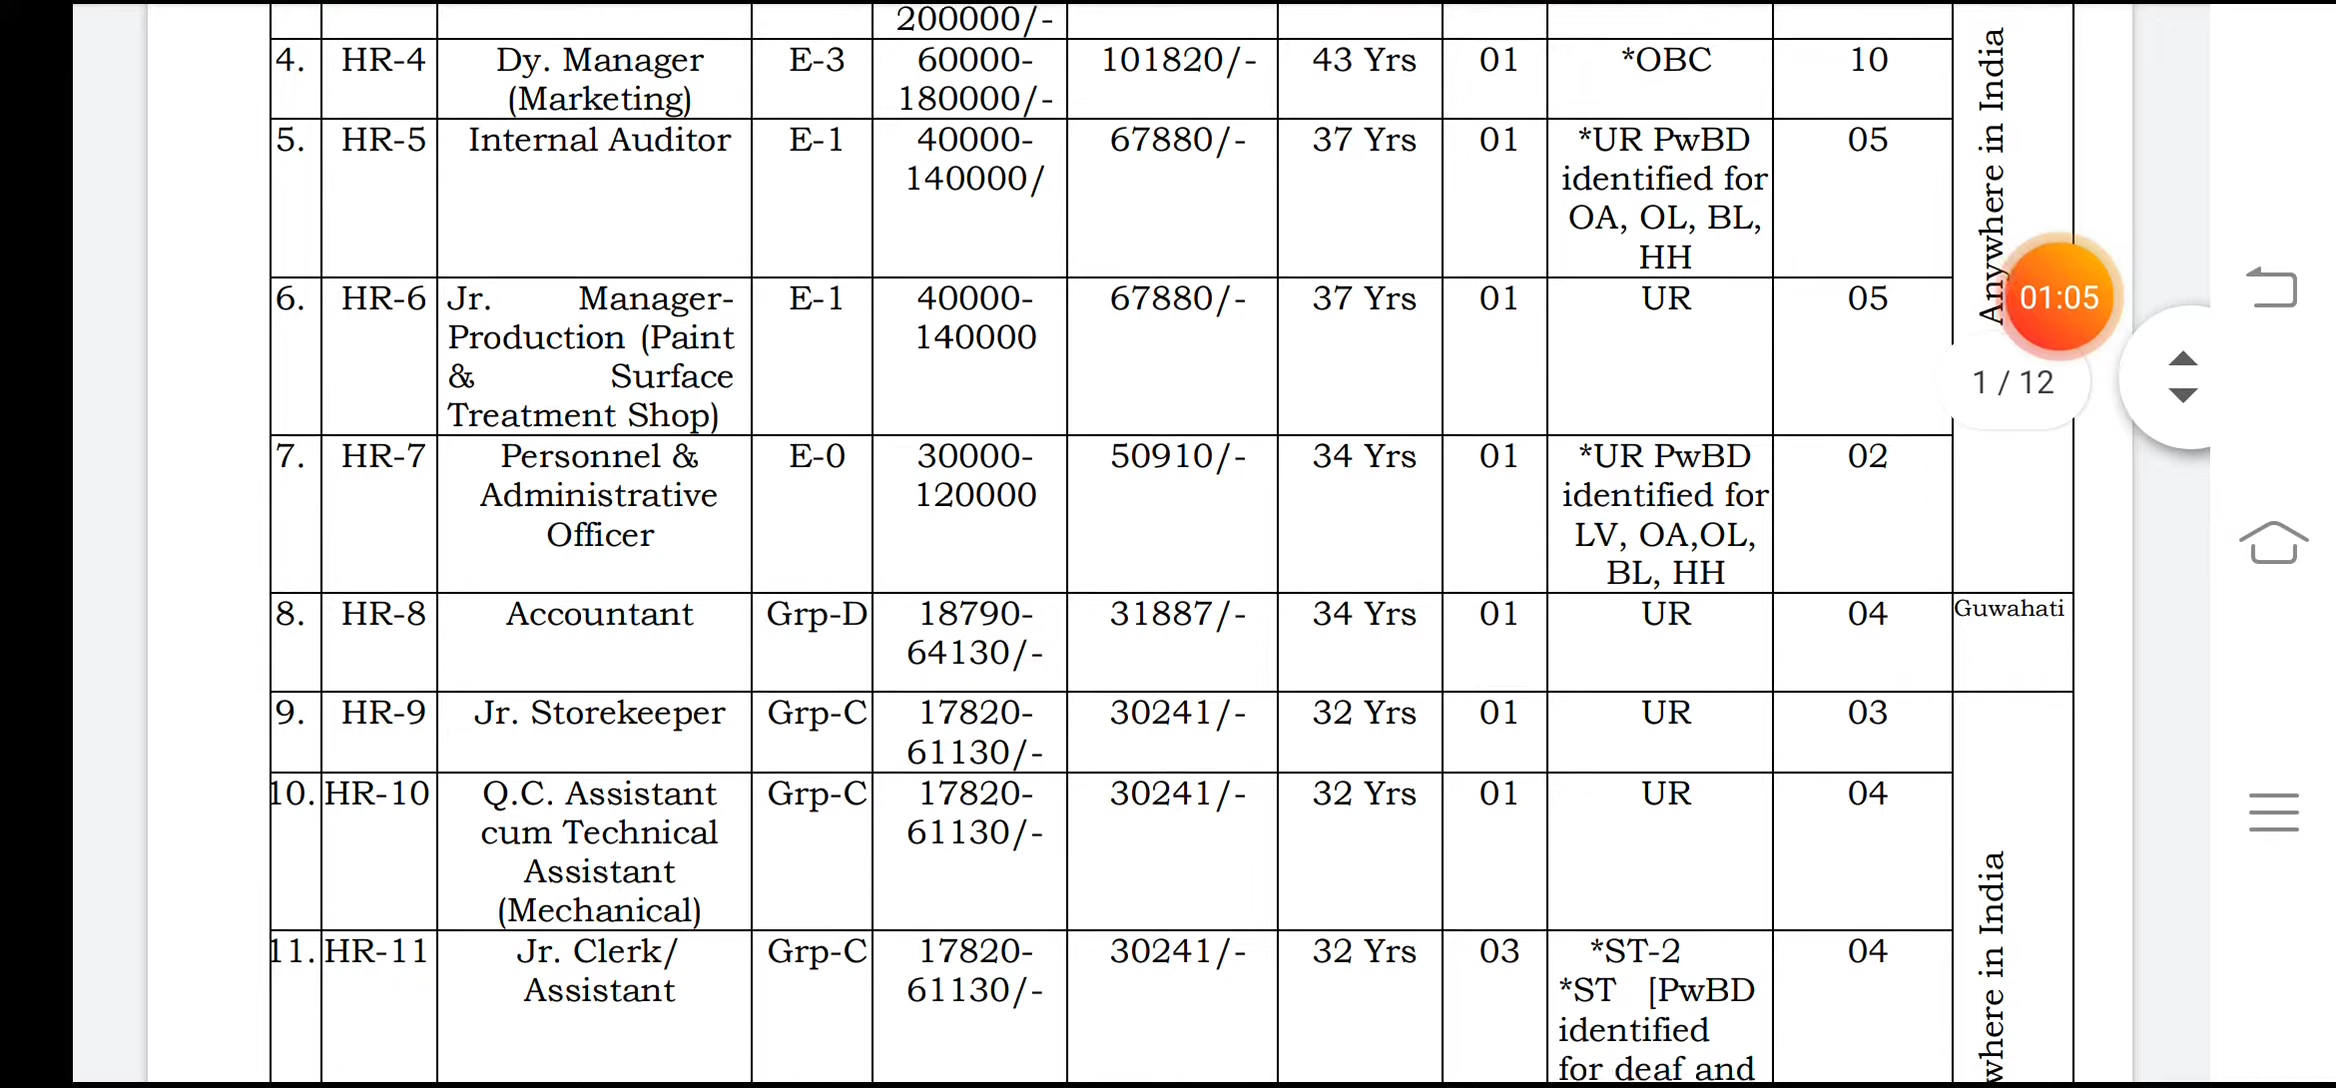 200000/-
4. HR-4 Dy. Manager E-3 60000- 101820/- 43 Yrs 01 *OBC 10
(Marketing) 180000/-
5. HR-5 Internal Auditor E-1 40000- 67880/- 37 Yrs 01 *UR PwBD 05
140000/ identified for
OA, OL, BL,
HH
Anywhere in India
6. HR-6 Jr. Manager- E-1 40000- 67880/- 37 Yrs 01 UR 05
Production (Paint 140000
& Surface
Treatment Shop)
01:05
1 / 12
7. HR-7 Personnel & E-0 30000- 50910/- 34 Yrs 01 *UR PwBD 02
Administrative 120000 identified for
Officer LV, OA,OL,
BL, HH
8. HR-8 Accountant Grp-D 18790- 31887/- 34 Yrs 01 UR 04 Guwahati
64130/-
9. HR-9 Jr. Storekeeper Grp-C 17820- 30241/- 32 Yrs 01 UR 03
61130/-
10. HR-10 Q.C. Assistant Grp-C 17820- 30241/- 32 Yrs 01 UR 04
cum Technical 61130/-
Assistant
(Mechanical)
11. HR-11 Jr. Clerk/ Grp-C 17820- 30241/- 32 Yrs 03 *ST-2 04
Assistant 61130/- *ST [PwBD
identified
for deaf and
where in India